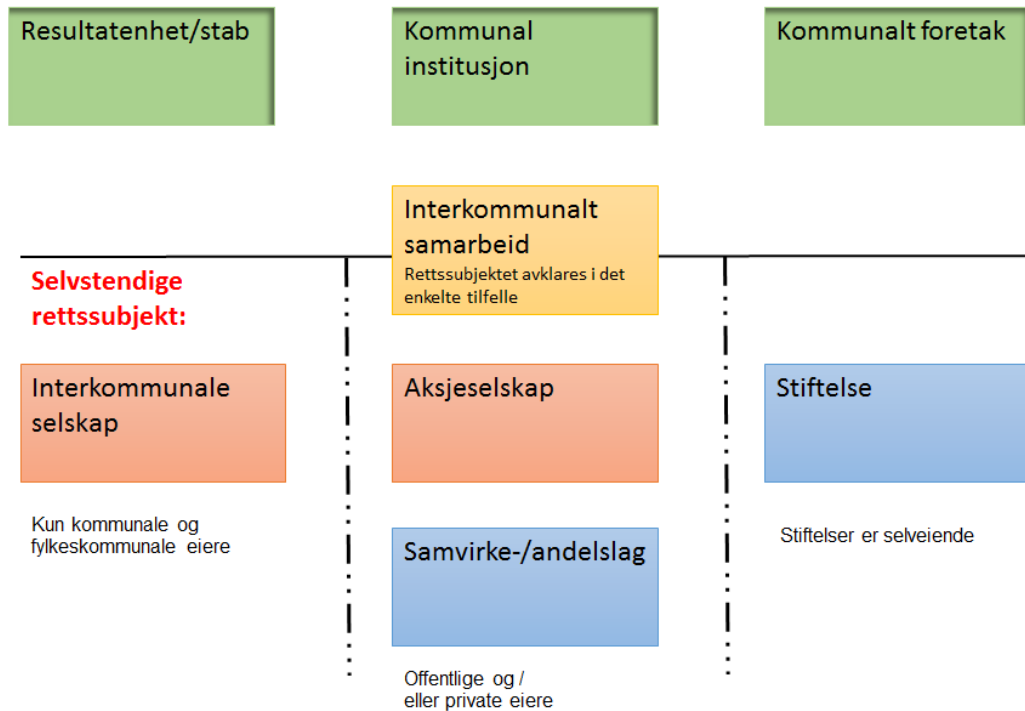 Resultatenhet/stab
Kommunal
institusjon
Kommunalt foretak
Interkommunalt
samarbeid
Rettssubjektet avklares i det
enkelte tilfelle
Selvstendige
rettssubjekt:
Interkommunale
selskap
Aksjeselskap
Stiftelse
Kun kommunale og
fylkeskommunale eiere
Samvirke-/andelslag
Stiftelser er selveiende
Offentlige og /
eller private eiere